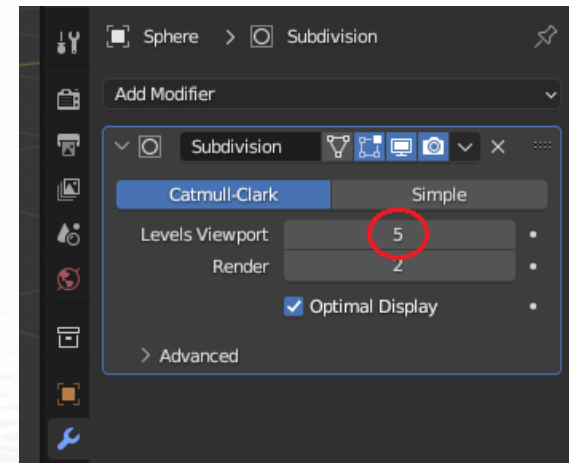 Sphere > Subdivision
Add Modifier
Subdivision
Catmull-Clark Simple
Levels Viewport 5
Render 2
Optimal Display
> Advanced